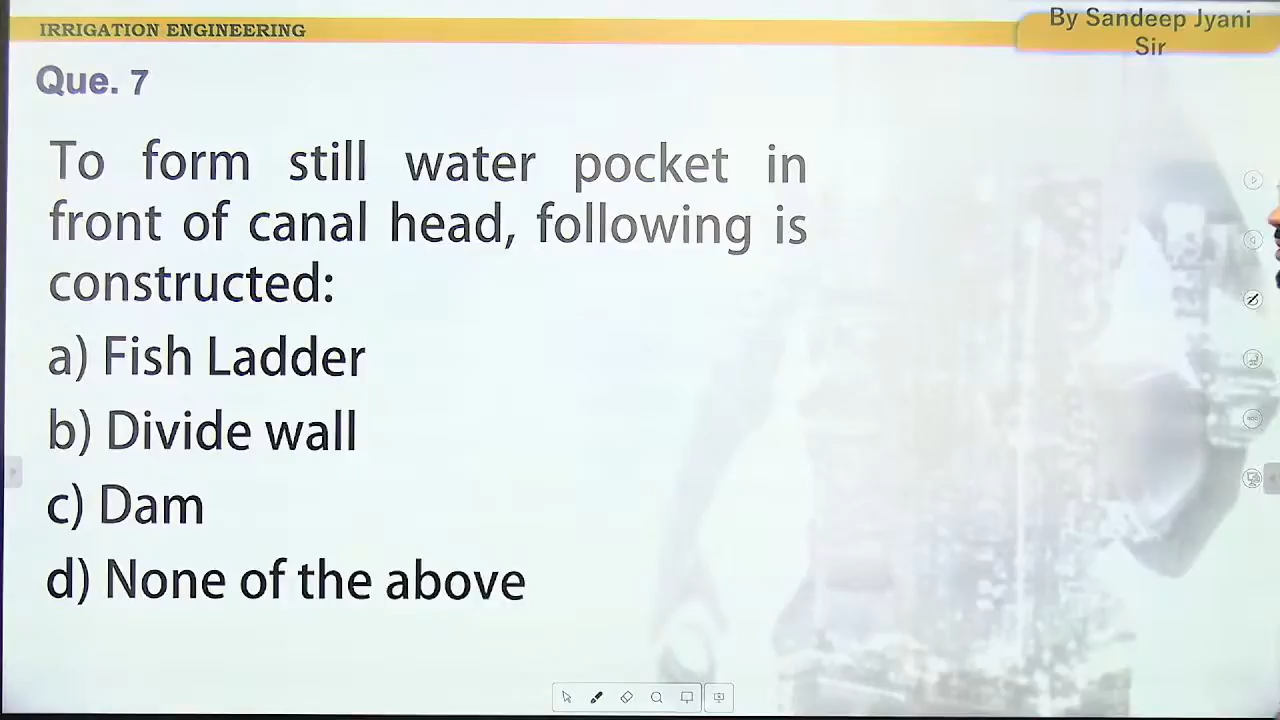 IRRIGATION ENGINEERING
By Sandeep Jyani
Sir
Que. 7
To form still water pocket in
front of canal head, following is
constructed:
a) Fish Ladder
b) Divide wall
c) Dam
d) None of the above